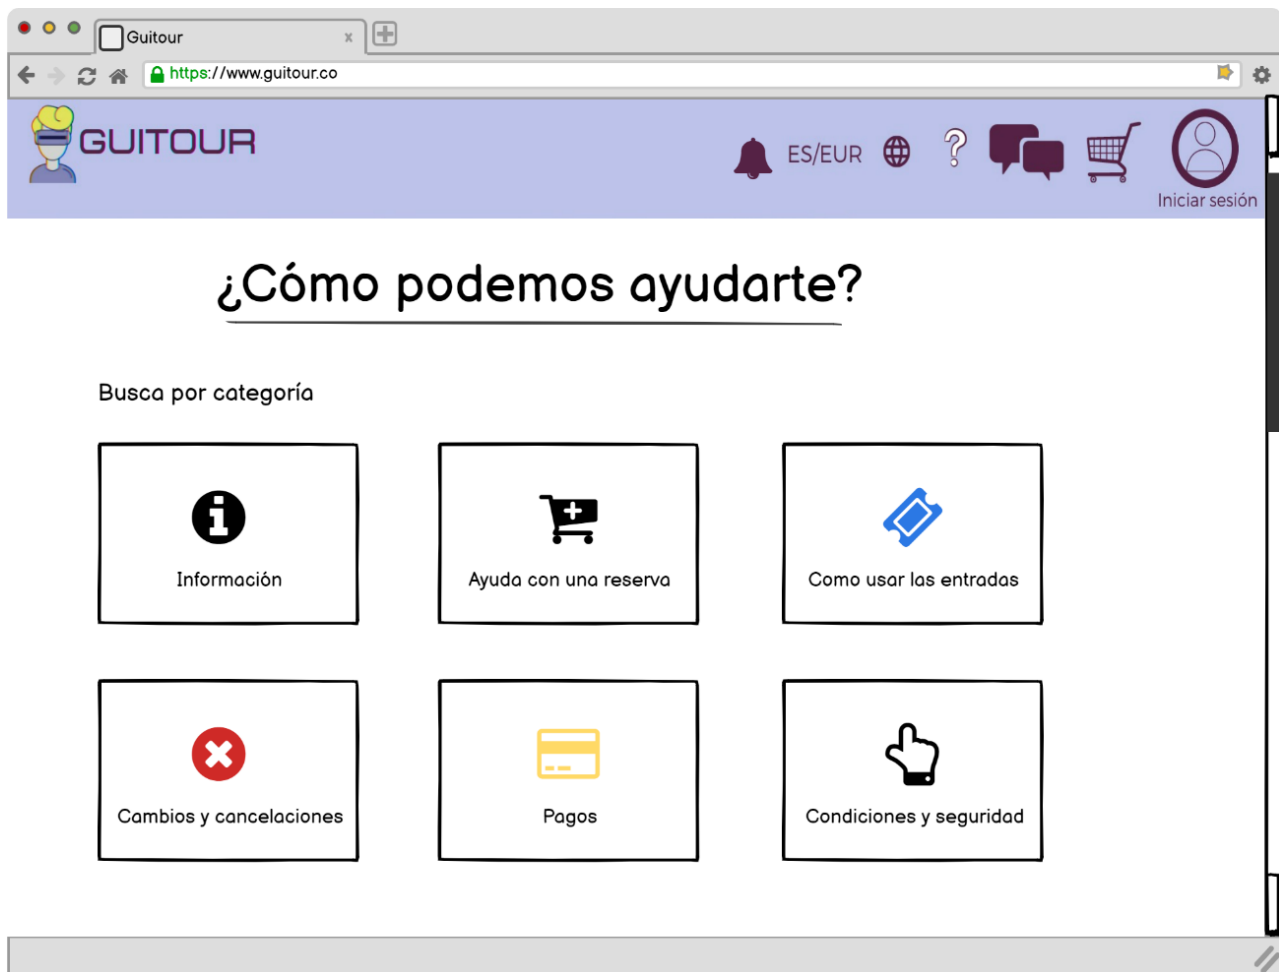 Guitour
https://www.guitour.co
GUITOUR
ES/EUR
?
Iniciar sesión
¿Cómo podemos ayudarte?
Busca por categoría
Información
Ayuda con una reserva
Como usar las entradas
Cambios y cancelaciones
Pagos
Condiciones y seguridad